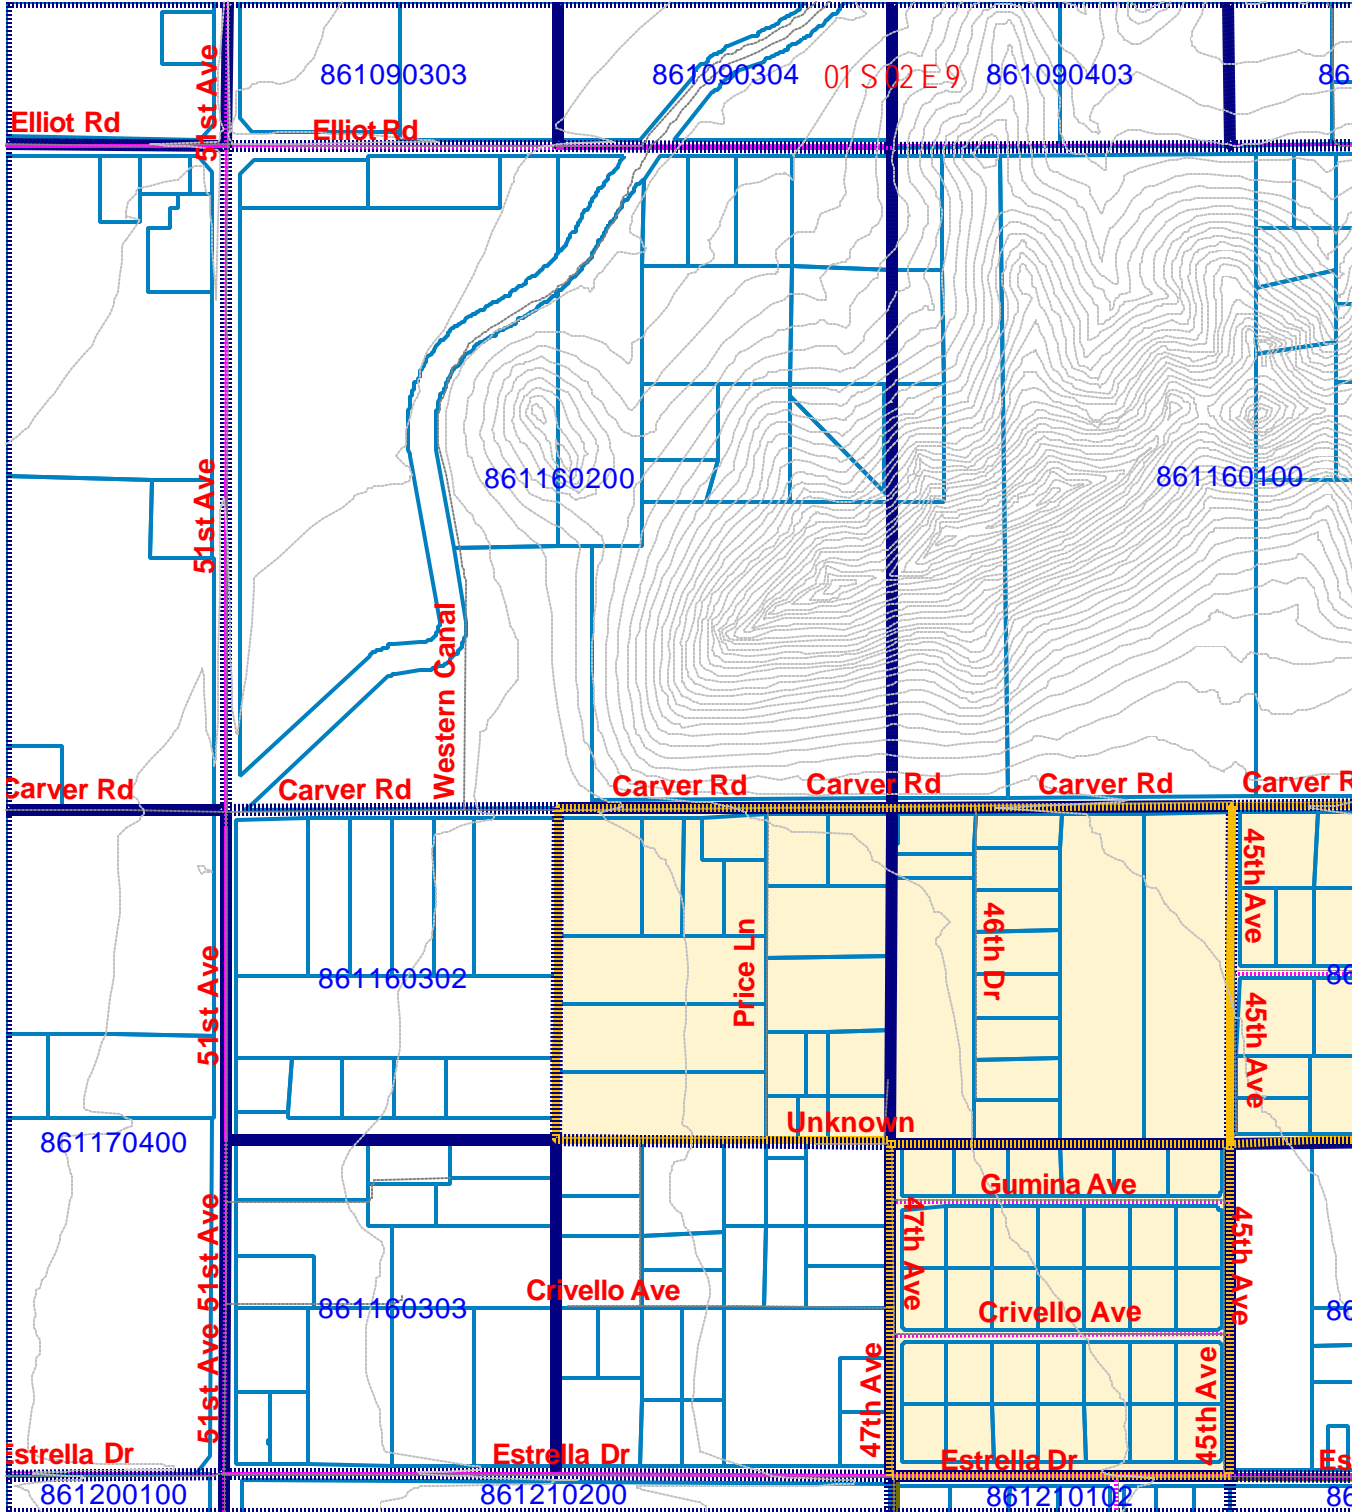 861090303
861090304
01 S 02 E 9
861090403
86
51st Ave
Elliot Rd
Elliot Rd
861160200
861160100
51st Ave
Western Canal
Carver Rd
Carver Rd
Carver Rd
Carver Rd
Carver Rd
Carver R
45th Ave
46th Dr
Price Ln
51st Ave
861160302
86
45th Ave
Unknown
861170400
Gumina Ave
51st Ave
47th Ave
45th Ave
Crivello Ave
861160303
Crivello Ave
86
51st Ave
47th Ave
45th Ave
Estrella Dr
Estrella Dr
Estrella Dr
Es
861200100
861210200
861210102
86